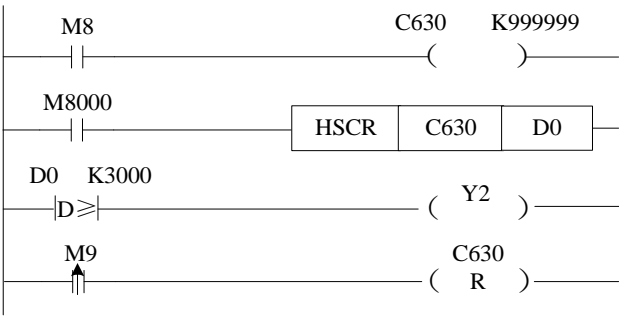 M8 C630 K999999
( )
M8000
HSCR C630 D0
D0 K3000
D≥ ( Y2 )
M9 C630
( R )